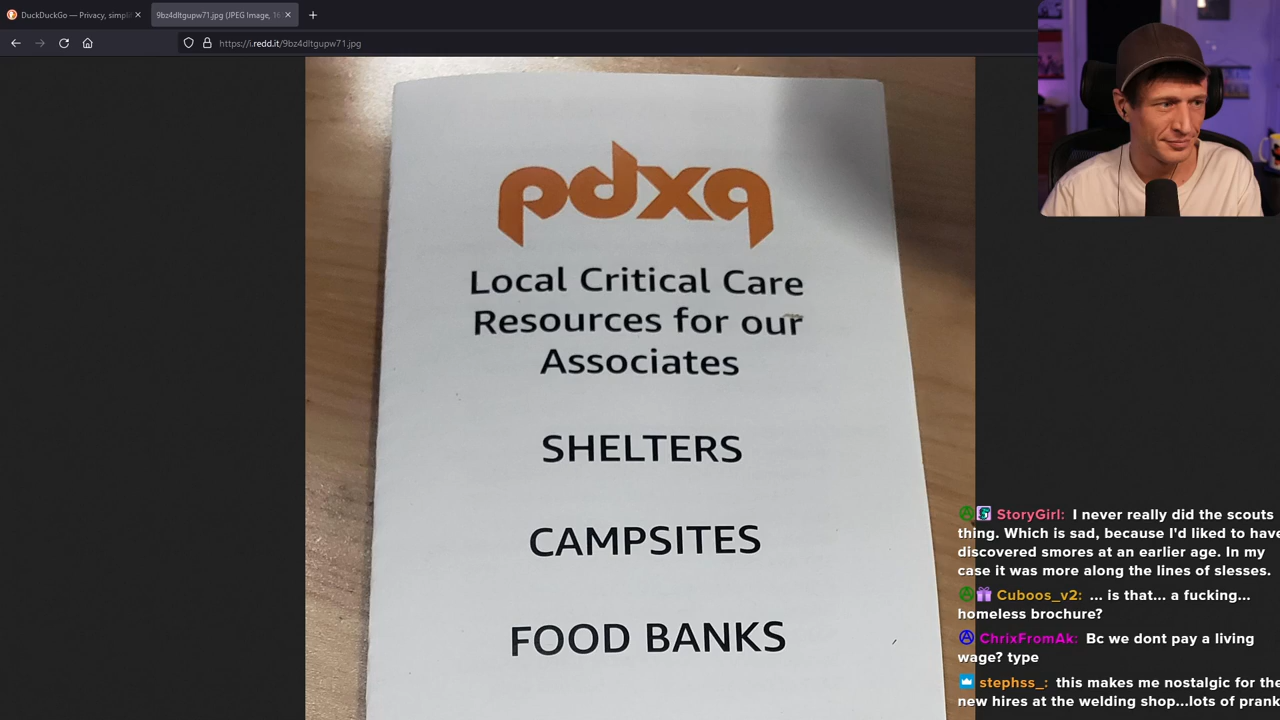 DuckDuckGo — Privacy, simpli
9bz4dltgupw71.jpg (JPEG Image, 16
https://i.redd.it/9bz4dltgupw71.jpg
pdx9
Local Critical Care
Resources for our
Associates
SHELTERS
CAMPSITES
FOOD BANKS
StoryGirl: I never really did the scouts
thing. Which is sad, because I'd liked to have
discovered smores at an earlier age. In my
case it was more along the lines of slesses.
Cuboos_v2: ... is that... a fucking...
homeless brochure?
ChrixFromAk: Bc we dont pay a living
wage? type
stephss_: this makes me nostalgic for the
new hires at the welding shop...lots of prank